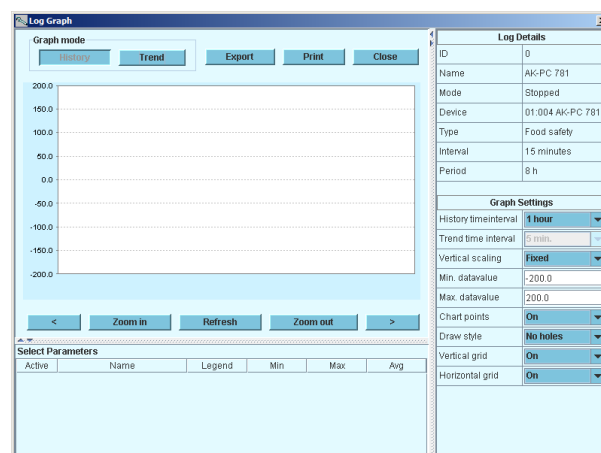 Log Graph
Graph mode
History Trend Export Print Close
200.0
150.0
100.0
50.0
0.0
-50.0
-100.0
-150.0
-200.0
< Zoom in Refresh Zoom out >
Select Parameters
Active Name Legend Min Max Avg
Log Details
ID 0
Name AK-PC 781
Mode Stopped
Device 01:004 AK-PC 781
Type Food safety
Interval 15 minutes
Period 8 h
Graph Settings
History timeinterval 1 hour
Trend time interval 5 min.
Vertical scaling Fixed
Min. datavalue -200.0
Max. datavalue 200.0
Chart points On
Draw style No holes
Vertical grid On
Horizontal grid On